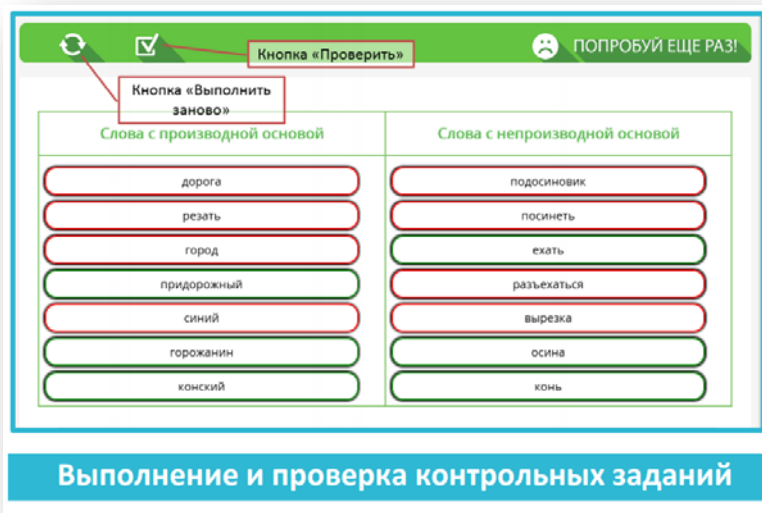 ПОПРОБУЙ ЕЩЕ РАЗ!
Кнопка «Проверить»
Кнопка «Выполнить
заново»
Слова с производной основой
Слова с непроизводной основой
дорога
подосиновик
резать
посинеть
город
ехать
придорожный
разъехаться
синий
вырезка
горожанин
осина
конский
конь
Выполнение и проверка контрольных заданий